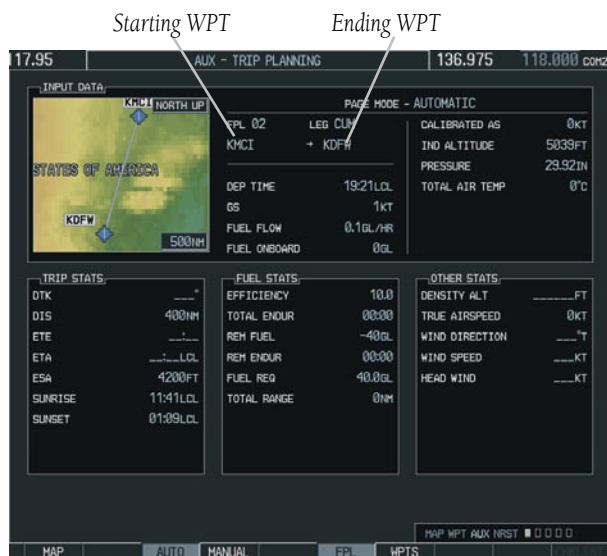 Starting WPT Ending WPT
17.95 AUX - TRIP PLANNING 136.975 118.000 COM2
INPUT DATA
KMCI NORTH UP
STATES OF AMERICA
KDFW
500NM
PAGE MODE - AUTOMATIC
FPL 02 LEG CUM
KMCI → KDFW
DEP TIME 19:21LCL
GS 1KT
FUEL FLOW 0.1GL/HR
FUEL ONBOARD 0GL
CALIBRATED AS 0KT
IND ALTITUDE 5039FT
PRESSURE 29.92IN
TOTAL AIR TEMP 0°C
TRIP STATS
DTK ___°
DIS 400NM
ETE __:__
ETA __:__LCL
ESA 4200FT
SUNRISE 11:41LCL
SUNSET 01:09LCL
FUEL STATS
EFFICIENCY 10.0
TOTAL ENDUR 00:00
REM FUEL -40GL
REM ENDUR 00:00
FUEL REQ 40.0GL
TOTAL RANGE 0NM
OTHER STATS
DENSITY ALT ______FT
TRUE AIRSPEED 0KT
WIND DIRECTION ___°T
WIND SPEED ___KT
HEAD WIND ___KT
MAP WPT AUX NRST
MAP AUTO MANUAL FPL WPTS